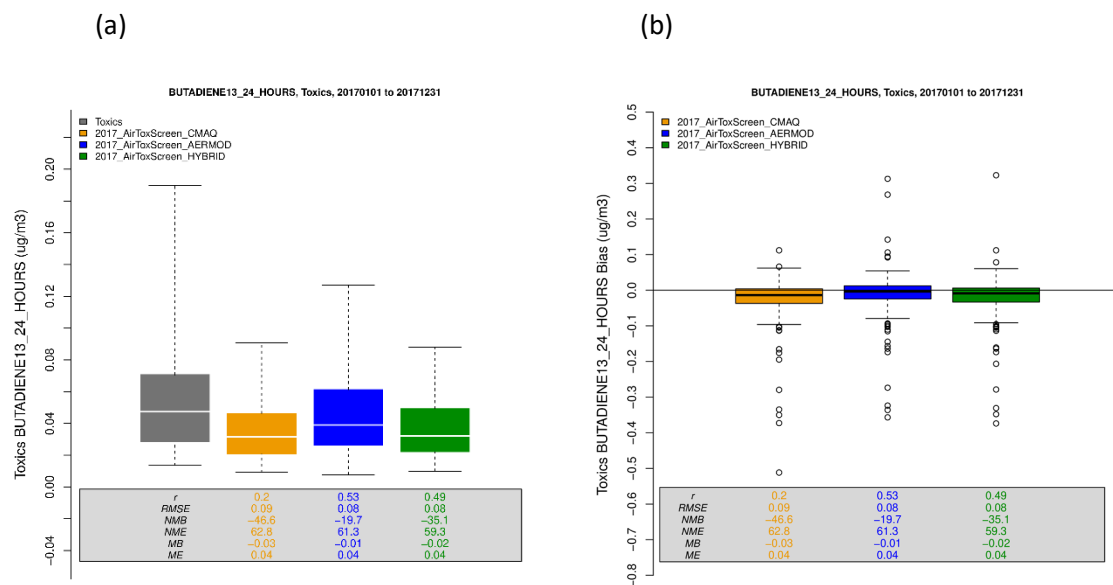 (a)
BUTADIENE13_24_HOURS, Toxics, 20170101 to 20171231
Toxics
2017_AirToxScreen_CMAQ
2017_AirToxScreen_AERMOD
2017_AirToxScreen_HYBRID
Toxics BUTADIENE13_24_HOURS (ug/m3)
0.20
0.16
0.12
0.08
0.04
0.00
−0.04
r 0.2 0.53 0.49
RMSE 0.09 0.08 0.08
NMB −46.6 −19.7 −35.1
NME 62.8 61.3 59.3
MB −0.03 −0.01 −0.02
ME 0.04 0.04 0.04
(b)
BUTADIENE13_24_HOURS, Toxics, 20170101 to 20171231
2017_AirToxScreen_CMAQ
2017_AirToxScreen_AERMOD
2017_AirToxScreen_HYBRID
Toxics BUTADIENE13_24_HOURS Bias (ug/m3)
0.5
0.4
0.3
0.2
0.1
0.0
−0.1
−0.2
−0.3
−0.4
−0.5
−0.6
−0.7
−0.8
r 0.2 0.53 0.49
RMSE 0.09 0.08 0.08
NMB −46.6 −19.7 −35.1
NME 62.8 61.3 59.3
MB −0.03 −0.01 −0.02
ME 0.04 0.04 0.04